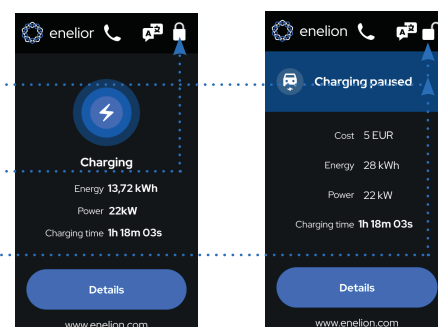 enelion
Charging
Energy 13,72 kWh
Power 22kW
Charging time 1h 18m 03s
Details
www.enelion.com
enelion
Charging paused
Cost 5 EUR
Energy 28 kWh
Power 22 kW
Charging time 1h 18m 03s
Details
www.enelion.com